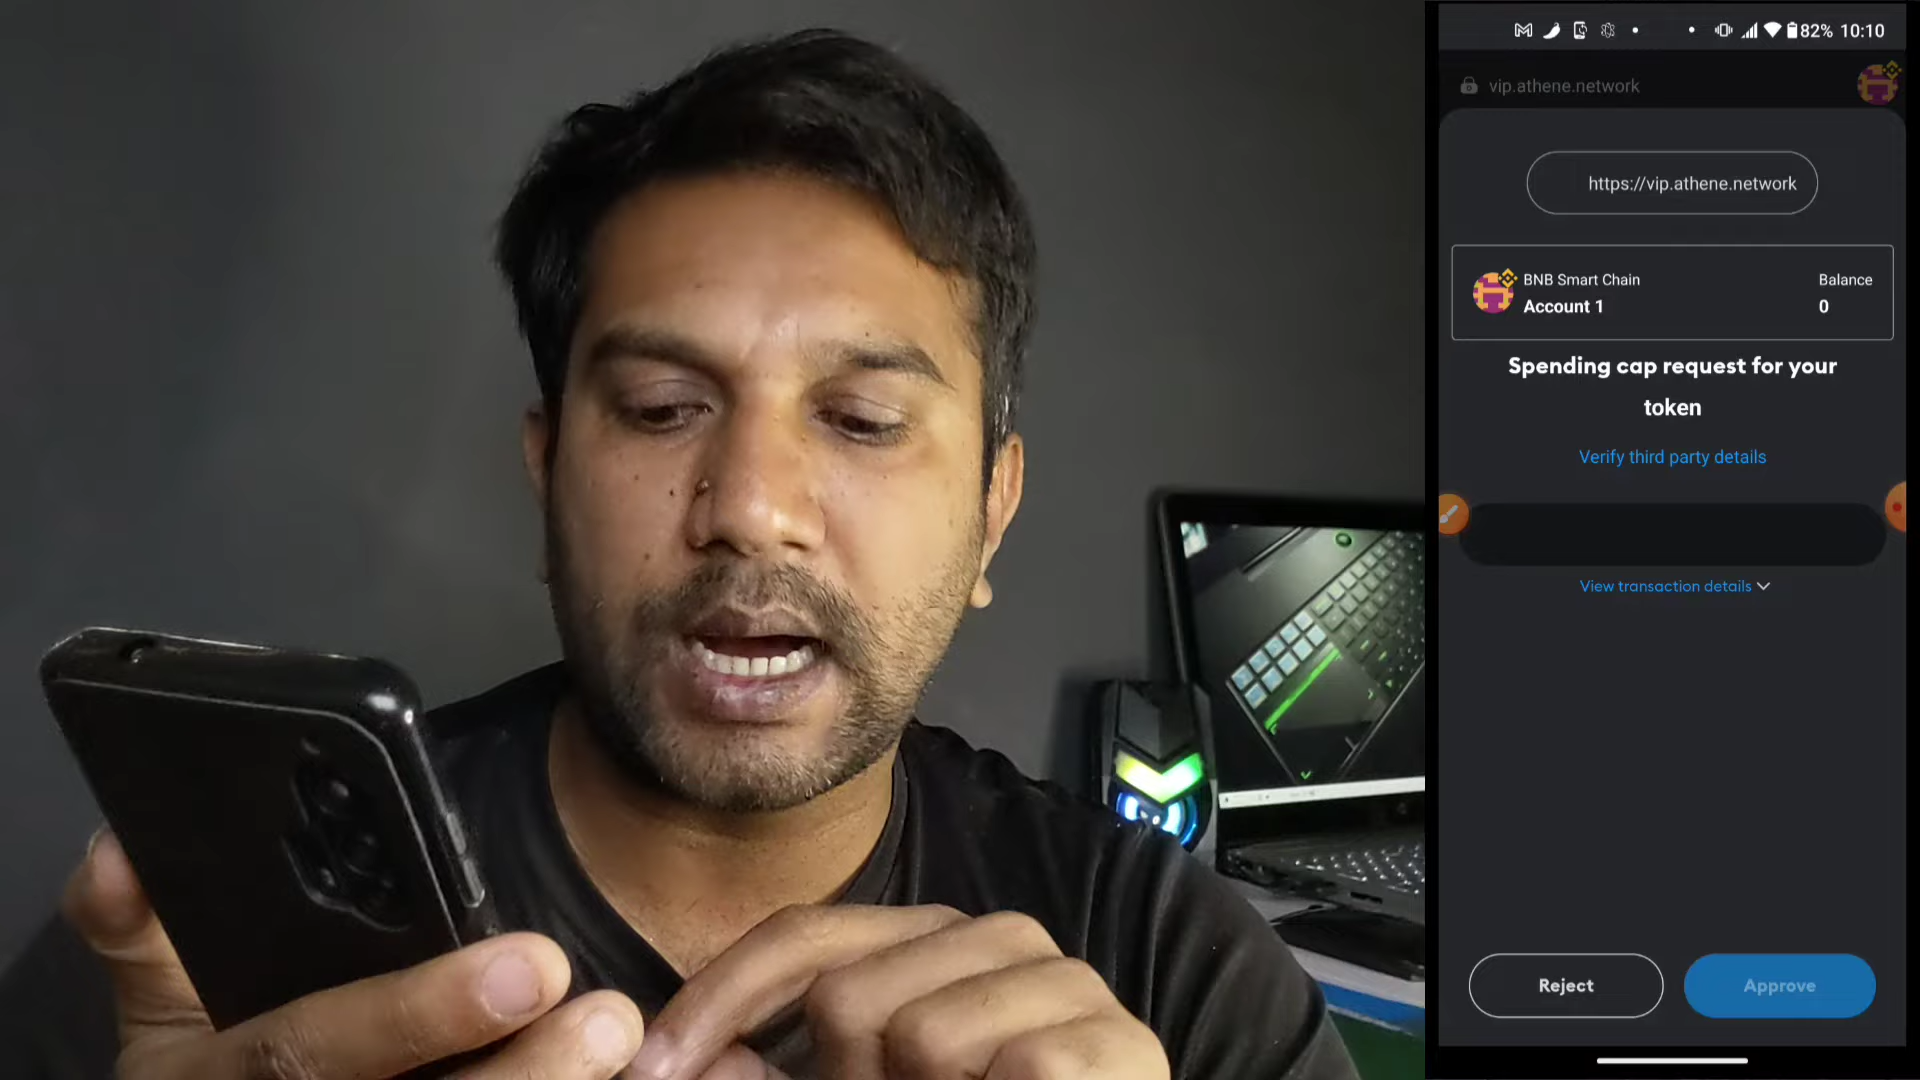 82% 10:10
vip.athene.network
https://vip.athene.network
BNB Smart Chain Balance
Account 1 0
Spending cap request for your
token
Verify third party details
View transaction details
Reject Approve